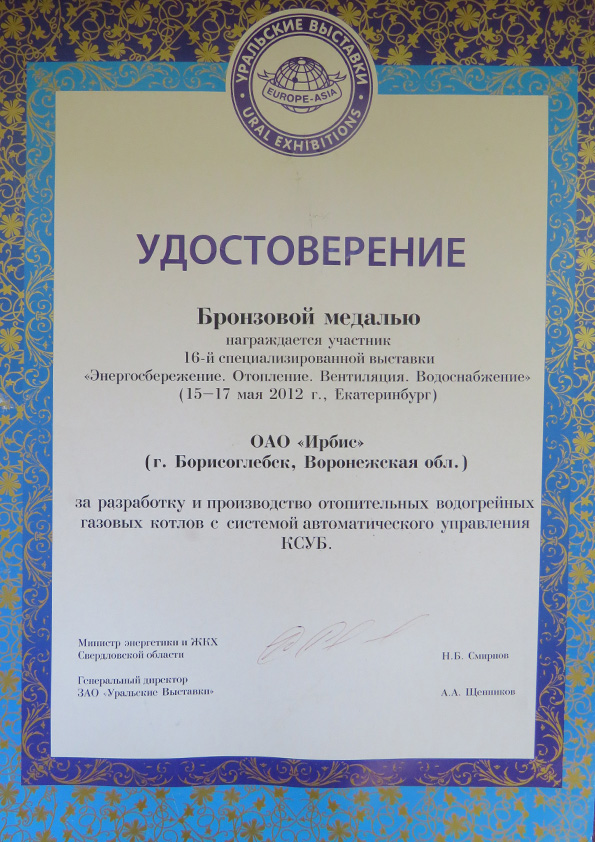 УРАЛЬСКИЕ ВЫСТАВКИ
EUROPE-ASIA
URAL EXHIBITIONS
УДОСТОВЕРЕНИЕ
Бронзовой медалью
награждается участник
16-й специализированной выставки
«Энергосбережение. Отопление. Вентиляция. Водоснабжение»
(15—17 мая 2012 г., Екатеринбург)
ОАО «Ирбис»
(г. Борисоглебск, Воронежская обл.)
за разработку и производство отопительных водогрейных
газовых котлов с системой автоматического управления
КСУБ.
Министр энергетики и ЖКХ
Свердловской области
Н.Б. Смирнов
Генеральный директор
ЗАО «Уральские Выставки»
А.А. Щенников